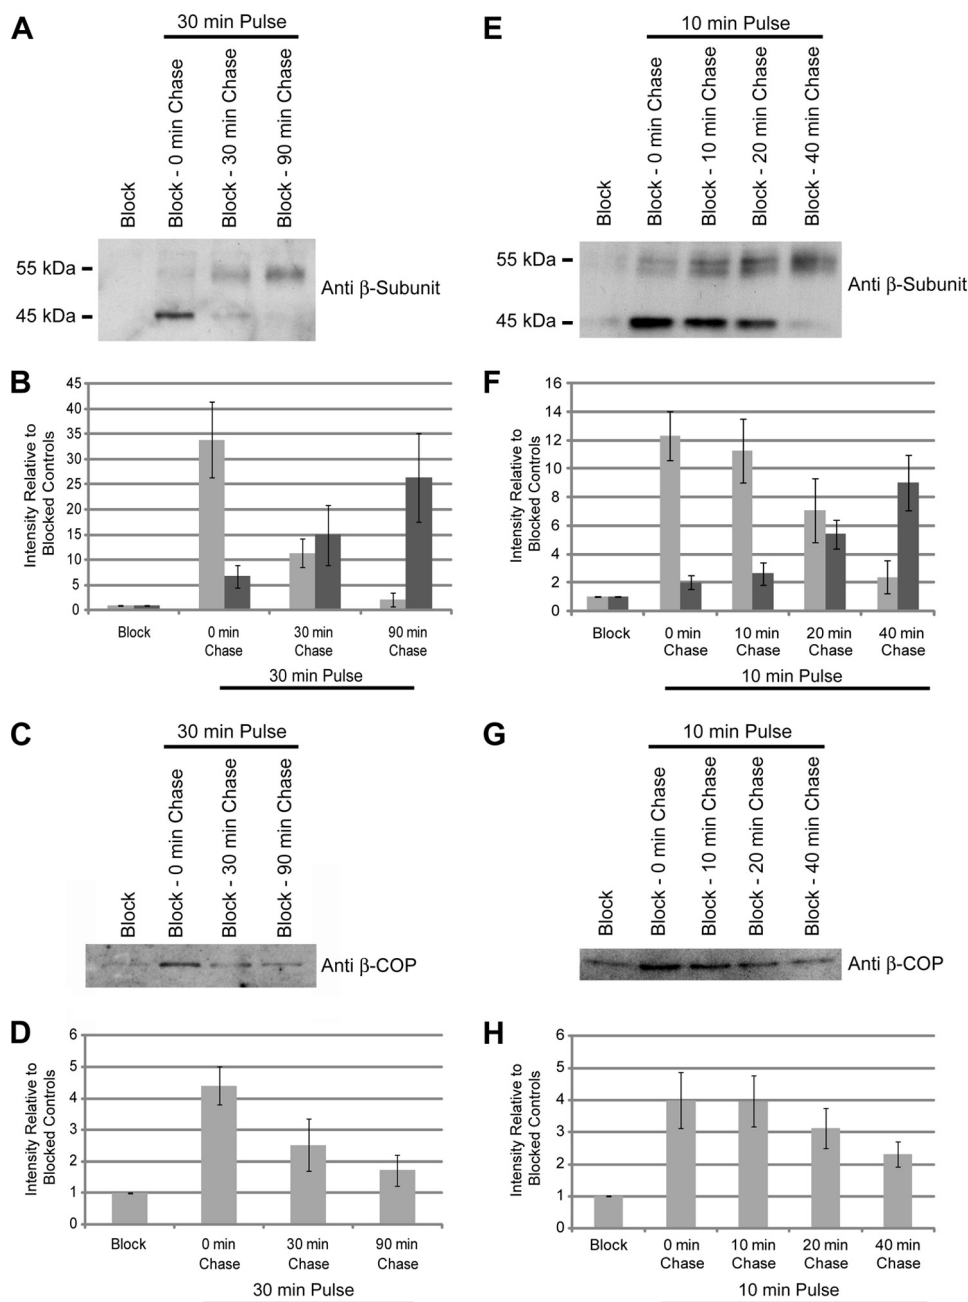 A
30 min Pulse
Block
Block - 0 min Chase
Block - 30 min Chase
Block - 90 min Chase
55 kDa
45 kDa
Anti β-Subunit
B
Intensity Relative to
Blocked Controls
45
40
35
30
25
20
15
10
5
0
Block
0 min
Chase
30 min
Chase
90 min
Chase
30 min Pulse
C
30 min Pulse
Block
Block - 0 min Chase
Block - 30 min Chase
Block - 90 min Chase
Anti β-COP
D
Intensity Relative to
Blocked Controls
6
5
4
3
2
1
0
Block
0 min
Chase
30 min
Chase
90 min
Chase
30 min Pulse
E
10 min Pulse
Block
Block - 0 min Chase
Block - 10 min Chase
Block - 20 min Chase
Block - 40 min Chase
55 kDa
45 kDa
Anti β-Subunit
F
Intensity Relative to
Blocked Controls
16
14
12
10
8
6
4
2
0
Block
0 min
Chase
10 min
Chase
20 min
Chase
40 min
Chase
10 min Pulse
G
10 min Pulse
Block
Block - 0 min Chase
Block - 10 min Chase
Block - 20 min Chase
Block - 40 min Chase
Anti β-COP
H
Intensity Relative to
Blocked Controls
6
5
4
3
2
1
0
Block
0 min
Chase
10 min
Chase
20 min
Chase
40 min
Chase
10 min Pulse